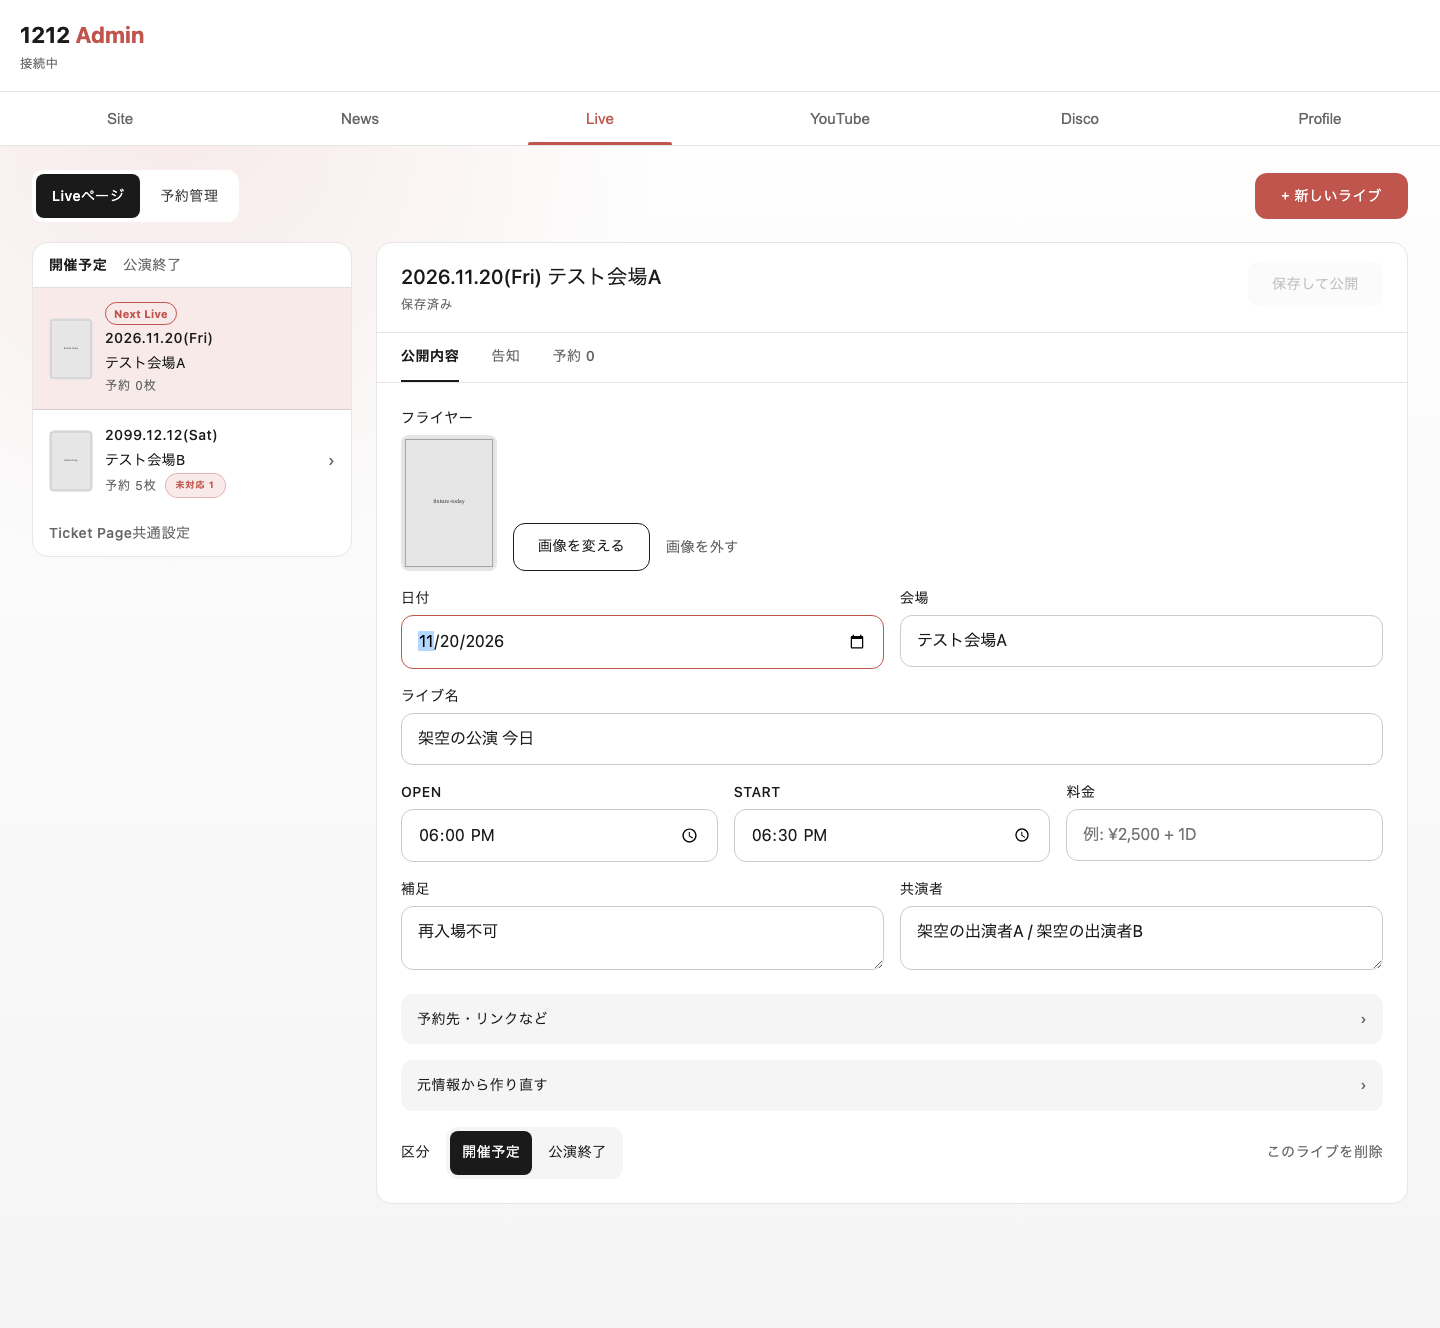 1212 Admin
接続中
Site News Live YouTube Disco Profile
Liveページ 予約管理
+ 新しいライブ
開催予定 公演終了
Next Live
2026.11.20(Fri)
テスト会場A
予約 0枚
2099.12.12(Sat)
テスト会場B
予約 5枚 未対応 1
Ticket Page共通設定
2026.11.20(Fri) テスト会場A
保存済み
保存して公開
公開内容 告知 予約 0
フライヤー
fixture-today
画像を変える 画像を外す
日付 会場
11/20/2026 テスト会場A
ライブ名
架空の公演 今日
OPEN START 料金
06:00 PM 06:30 PM 例: ¥2,500 + 1D
補足 共演者
再入場不可 架空の出演者A / 架空の出演者B
予約先・リンクなど
元情報から作り直す
区分 開催予定 公演終了 このライブを削除